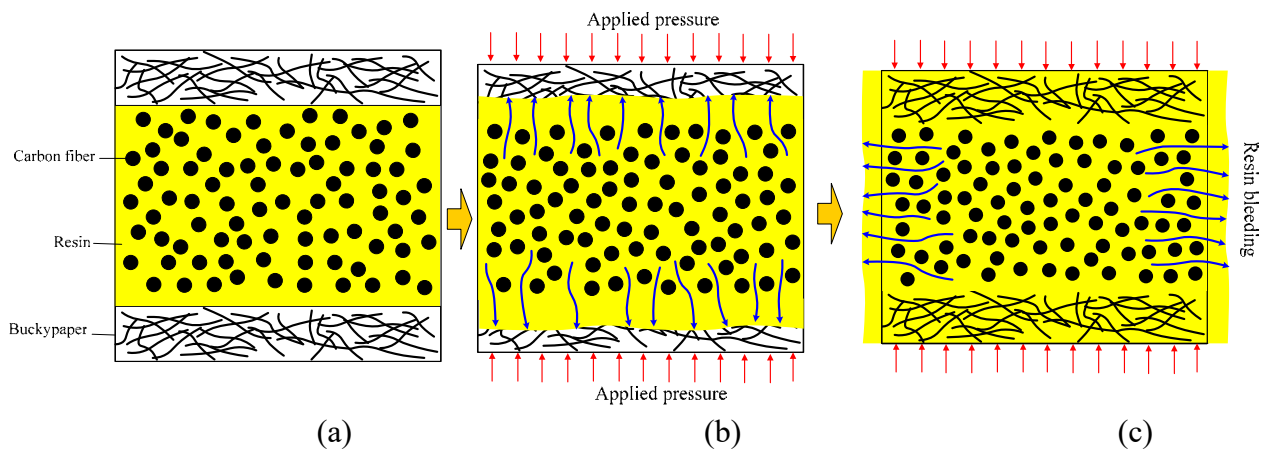 Applied pressure
Carbon fiber
Resin
Buckypaper
Applied pressure
Resin bleeding
(a)
(b)
(c)